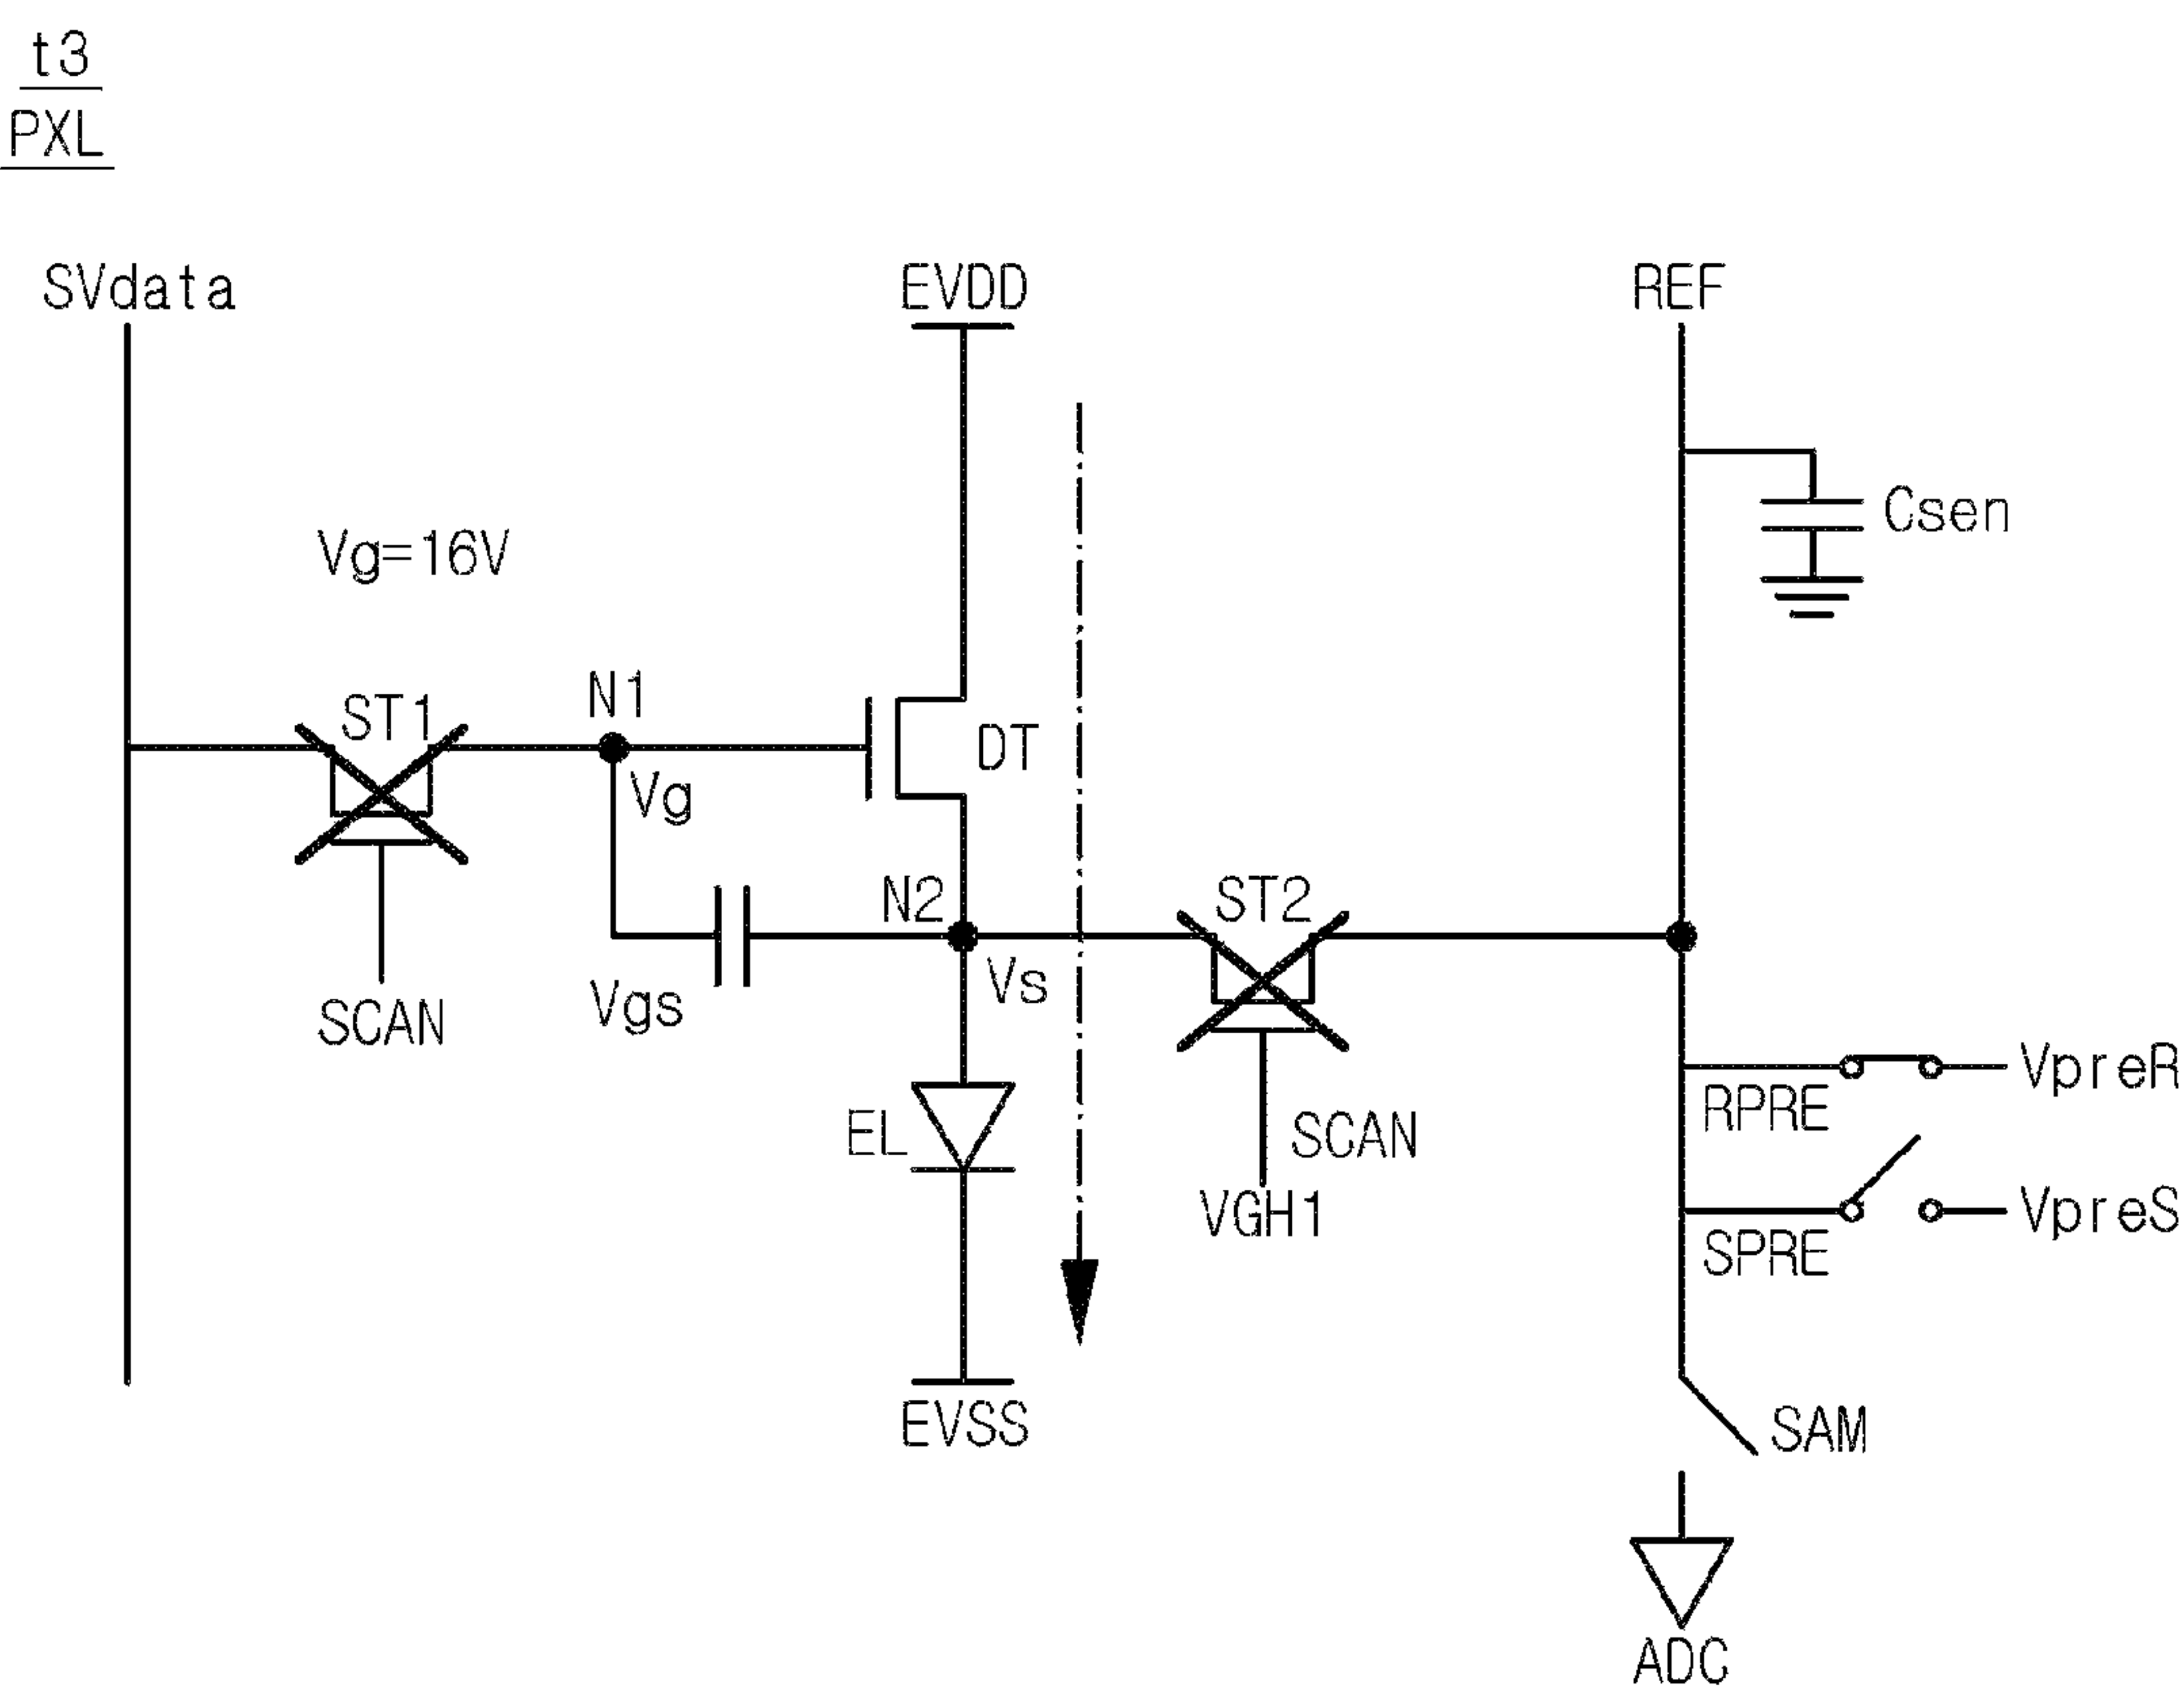 t3
PXL
SVdata
EVDD
REF
Csen
Vg=16V
ST1
N1
DT
Vg
N2
ST2
Vs
Vgs
SCAN
VpreR
RPRE
EL
SCAN
VGH1
VpreS
SPRE
EVSS
SAM
ADC